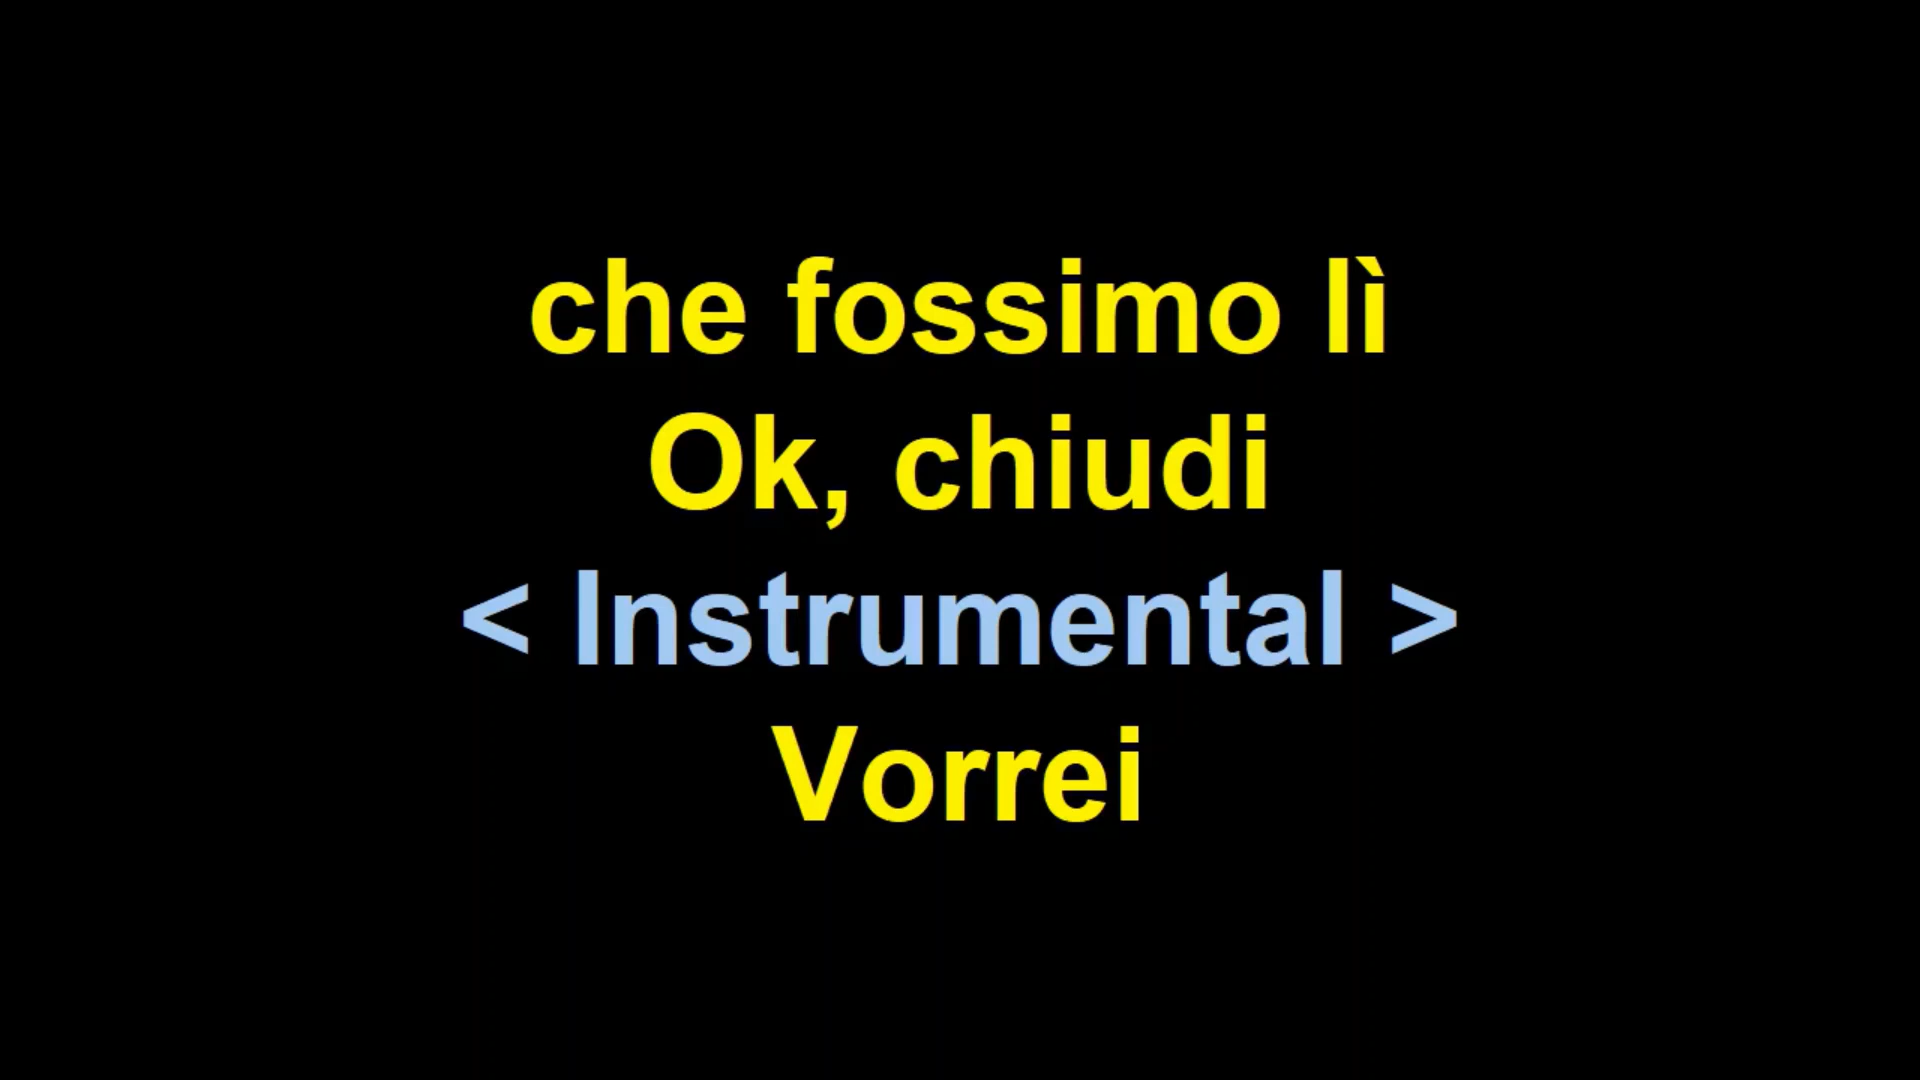 che fossimo lì
Ok, chiudi
< Instrumental >
Vorrei